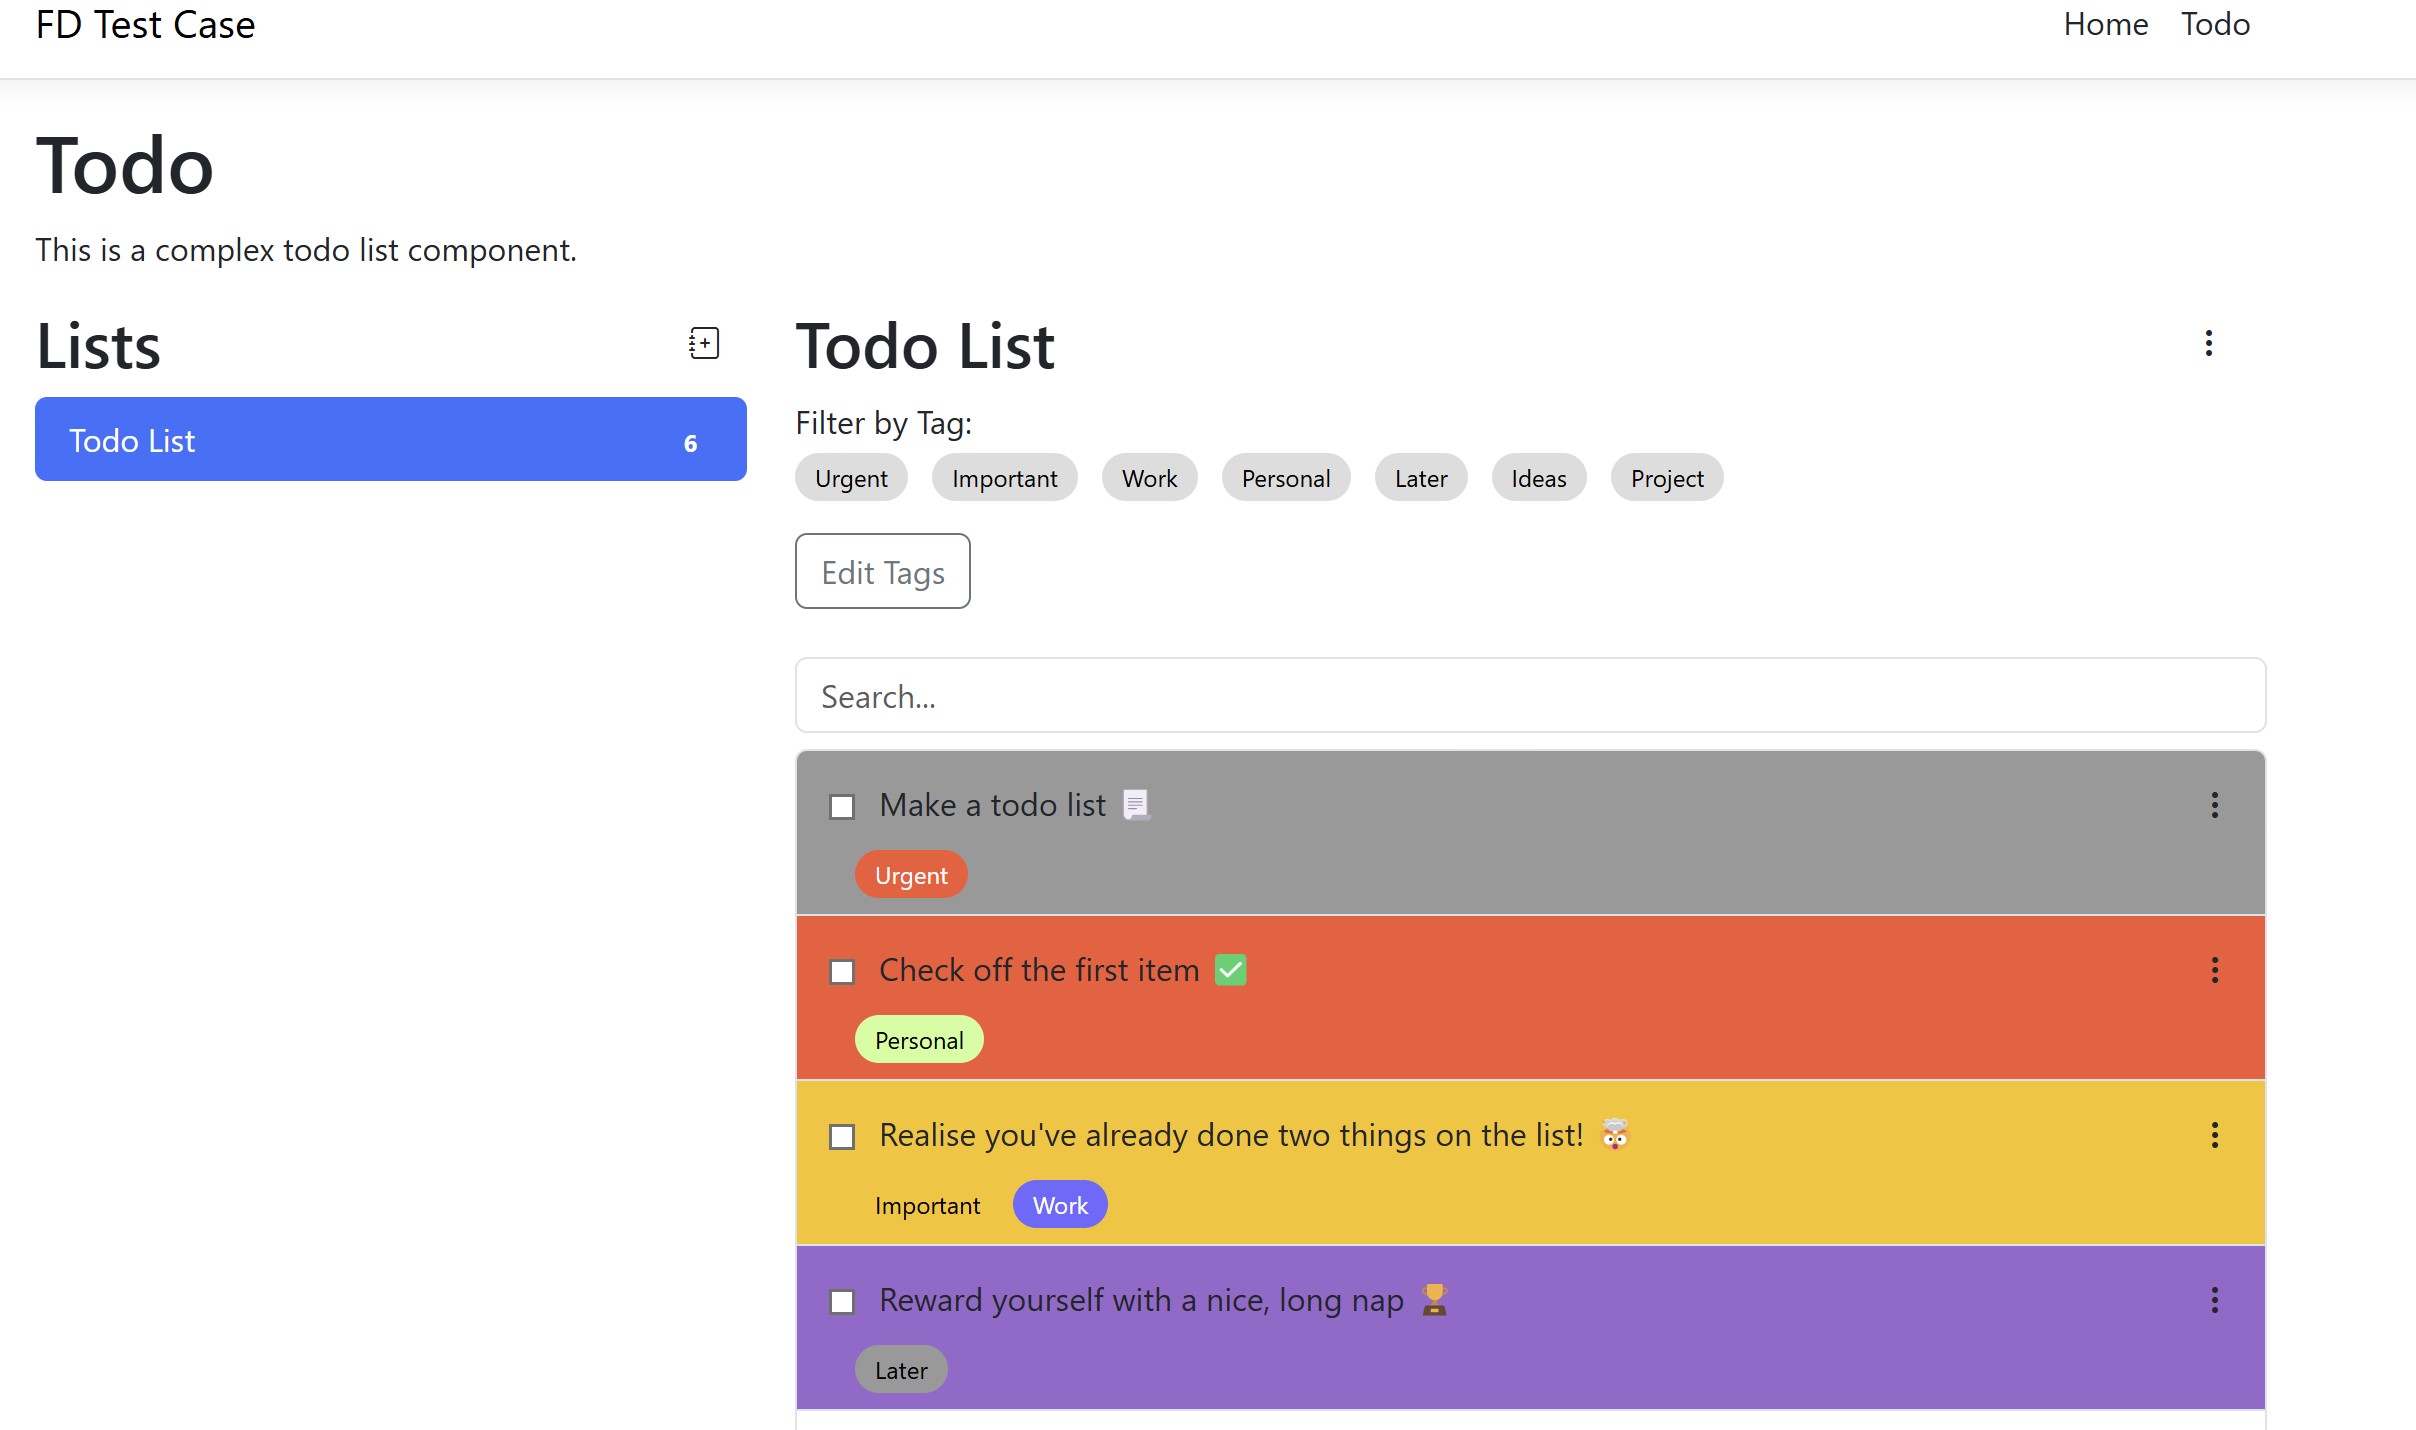 FD Test Case
Home Todo
Todo
This is a complex todo list component.
Lists
Todo List 6
Todo List
Filter by Tag:
Urgent Important Work Personal Later Ideas Project
Edit Tags
Search...
Make a todo list 📃
Urgent
Check off the first item ✅
Personal
Realise you've already done two things on the list! 🤯
Important Work
Reward yourself with a nice, long nap 🏆
Later